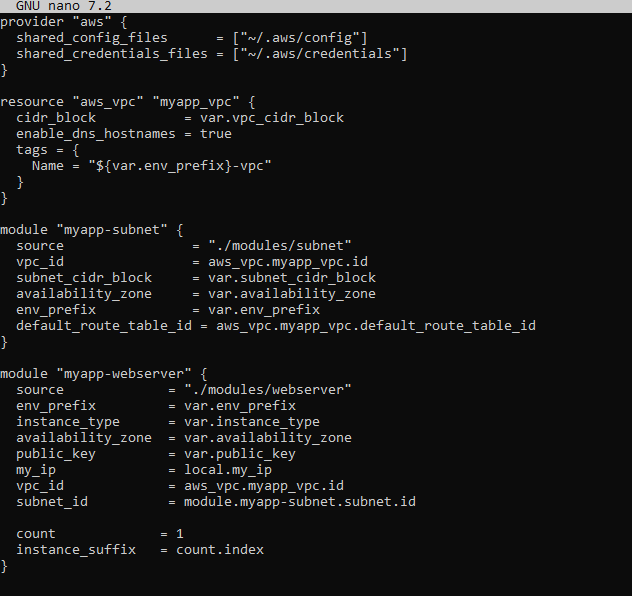 GNU nano 7.2
provider "aws" {
  shared_config_files      = ["~/.aws/config"]
  shared_credentials_files = ["~/.aws/credentials"]
}
resource "aws_vpc" "myapp_vpc" {
  cidr_block           = var.vpc_cidr_block
  enable_dns_hostnames = true
  tags = {
    Name = "${var.env_prefix}-vpc"
  }
}
module "myapp-subnet" {
  source                = "./modules/subnet"
  vpc_id                = aws_vpc.myapp_vpc.id
  subnet_cidr_block     = var.subnet_cidr_block
  availability_zone     = var.availability_zone
  env_prefix            = var.env_prefix
  default_route_table_id = aws_vpc.myapp_vpc.default_route_table_id
}
module "myapp-webserver" {
  source             = "./modules/webserver"
  env_prefix         = var.env_prefix
  instance_type      = var.instance_type
  availability_zone  = var.availability_zone
  public_key         = var.public_key
  my_ip              = local.my_ip
  vpc_id             = aws_vpc.myapp_vpc.id
  subnet_id          = module.myapp-subnet.subnet.id
  count             = 1
  instance_suffix   = count.index
}